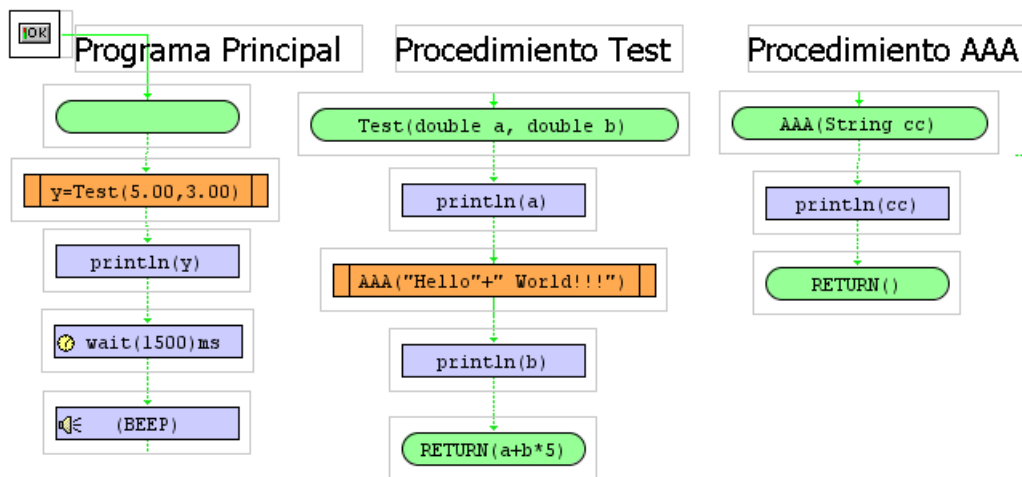 OK
Programa Principal
y=Test(5.00,3.00)
println(y)
wait(1500)ms
(BEEP)
Procedimiento Test
Test(double a, double b)
println(a)
AAA("Hello"+" World!!!")
println(b)
RETURN(a+b*5)
Procedimiento AAA
AAA(String cc)
println(cc)
RETURN()